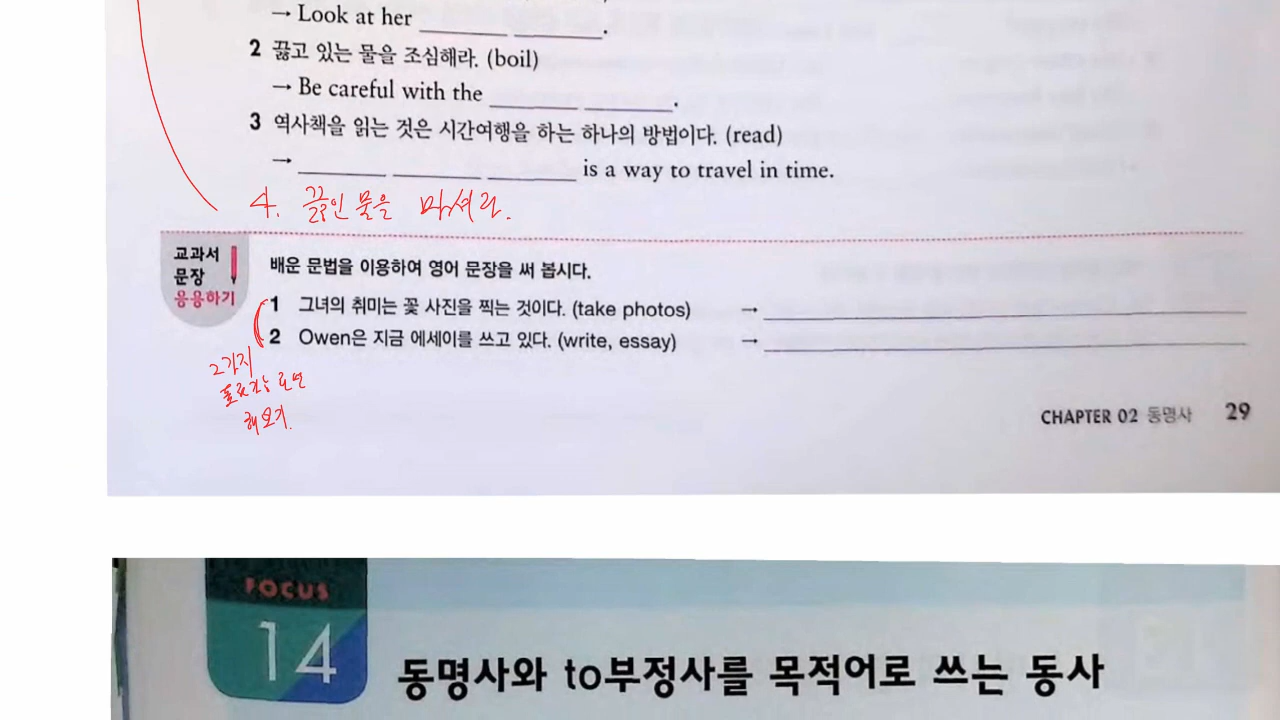 → Look at her ________ ________.
2 끓고 있는 물을 조심해라. (boil)
→ Be careful with the ________ ________.
3 역사책을 읽는 것은 시간여행을 하는 하나의 방법이다. (read)
→ ________ ________ ________ is a way to travel in time.
4. 끓인 물을 마셔라.
교과서
문장
응용하기
배운 문법을 이용하여 영어 문장을 써 봅시다.
1 그녀의 취미는 꽃 사진을 찍는 것이다. (take photos) → ________
2 Owen은 지금 에세이를 쓰고 있다. (write, essay) → ________
2가지
해오기.
CHAPTER 02 동명사 29
FOCUS
14
동명사와 to부정사를 목적어로 쓰는 동사